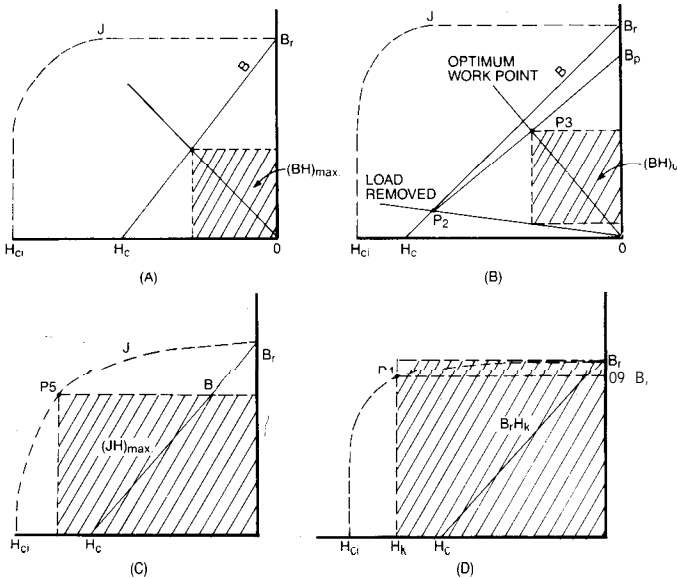 J
Br
B
(BH)max.
Hci
Hc
0
(A)
J
Br
Bp
B
OPTIMUM
WORK POINT
P3
(BH)u
LOAD
REMOVED
P2
Hci
Hc
0
(B)
J
Br
P5
B
(JH)max.
Hci
Hc
(C)
Br
09 Br
BrHk
Hci
Hk
Hc
(D)